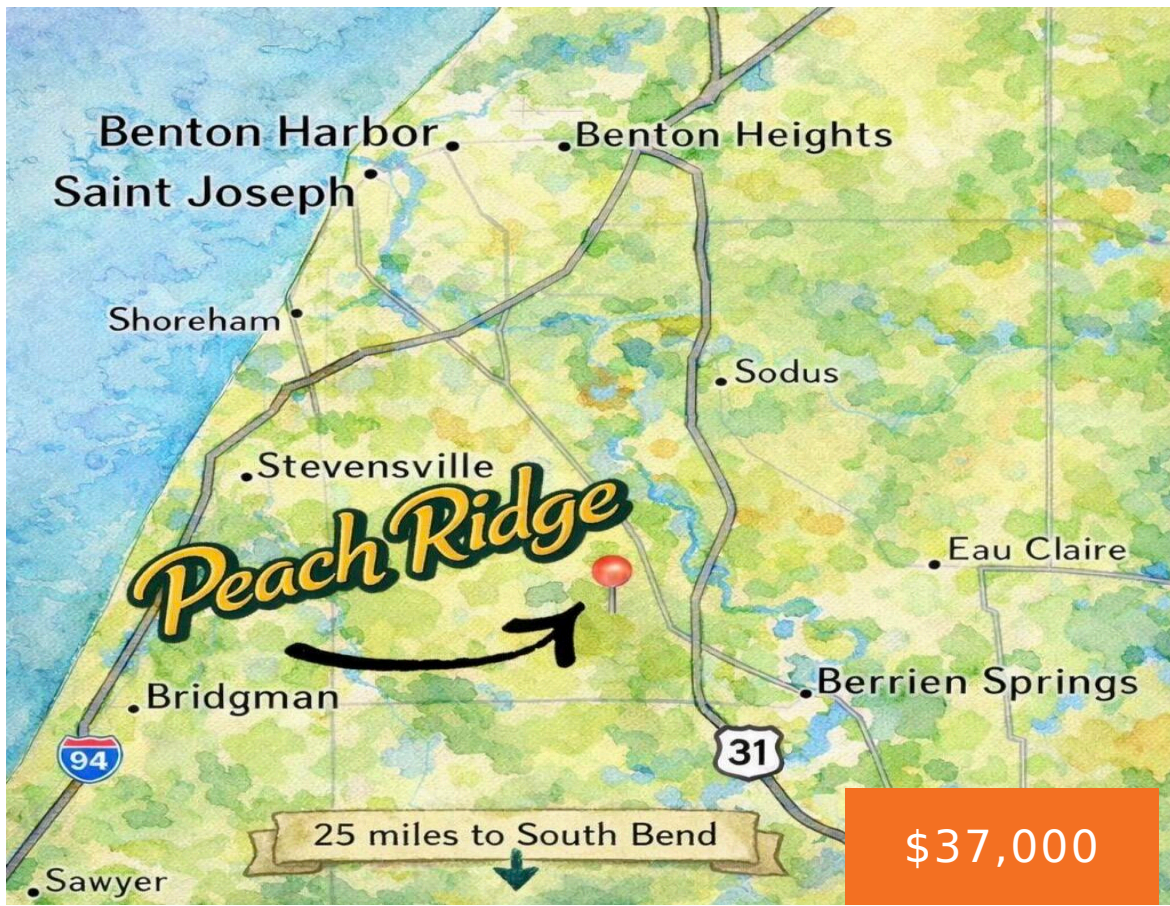 Benton Harbor
Benton Heights
Saint Joseph
Shoreham
Sodus
Stevensville
Peach Ridge
Eau Claire
Bridgman
Berrien Springs
94
31
25 miles to South Bend
$37,000
Sawyer